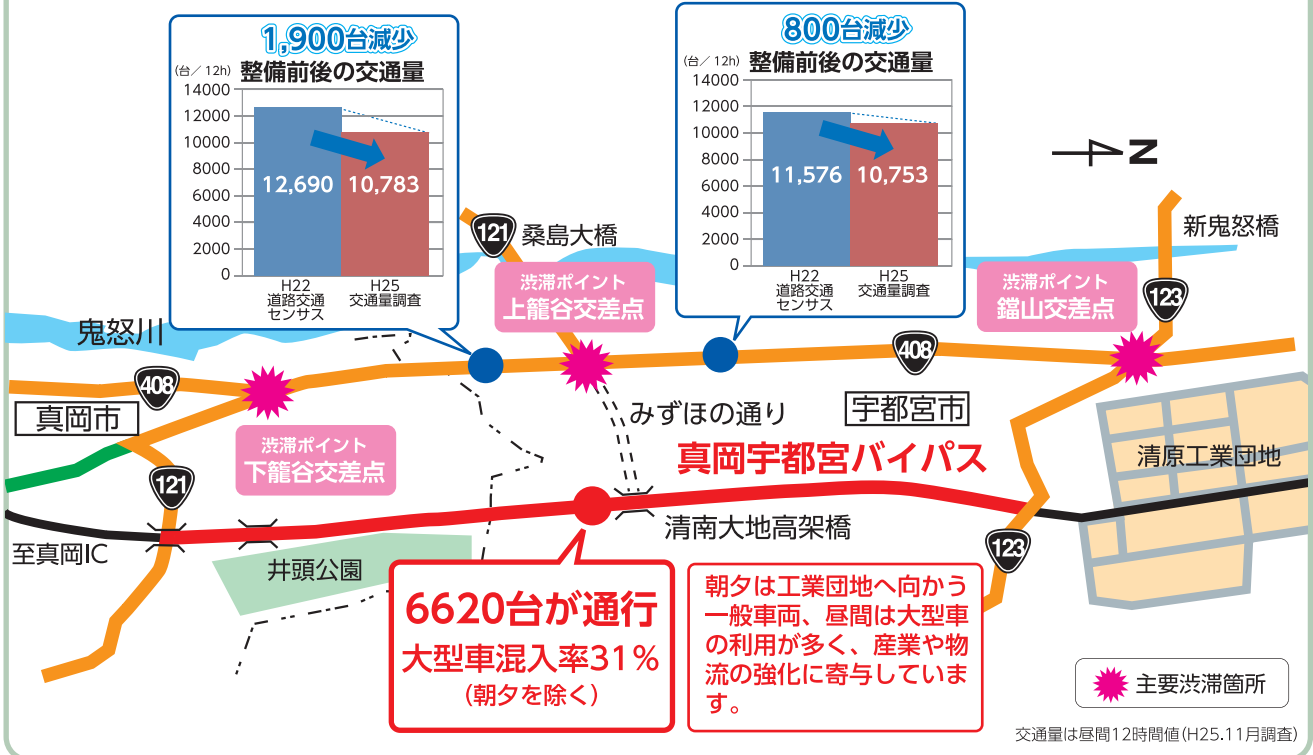 1,900台減少
(台／12h) 整備前後の交通量
14000
12000
10000
8000
6000
4000
2000
0
12,690
10,783
H22
道路交通
センサス
H25
交通量調査
800台減少
(台／12h) 整備前後の交通量
14000
12000
10000
8000
6000
4000
2000
0
11,576
10,753
H22
道路交通
センサス
H25
交通量調査
N
121
桑島大橋
新鬼怒橋
渋滞ポイント
上籠谷交差点
渋滞ポイント
鐺山交差点
123
鬼怒川
408
408
真岡市
みずほの通り
宇都宮市
渋滞ポイント
下籠谷交差点
真岡宇都宮バイパス
清原工業団地
121
清南大地高架橋
至真岡IC
123
井頭公園
6620台が通行
大型車混入率31%
(朝夕を除く)
朝夕は工業団地へ向かう
一般車両、昼間は大型車
の利用が多く、産業や物
流の強化に寄与していま
す。
主要渋滞箇所
交通量は昼間12時間値(H25.11月調査)